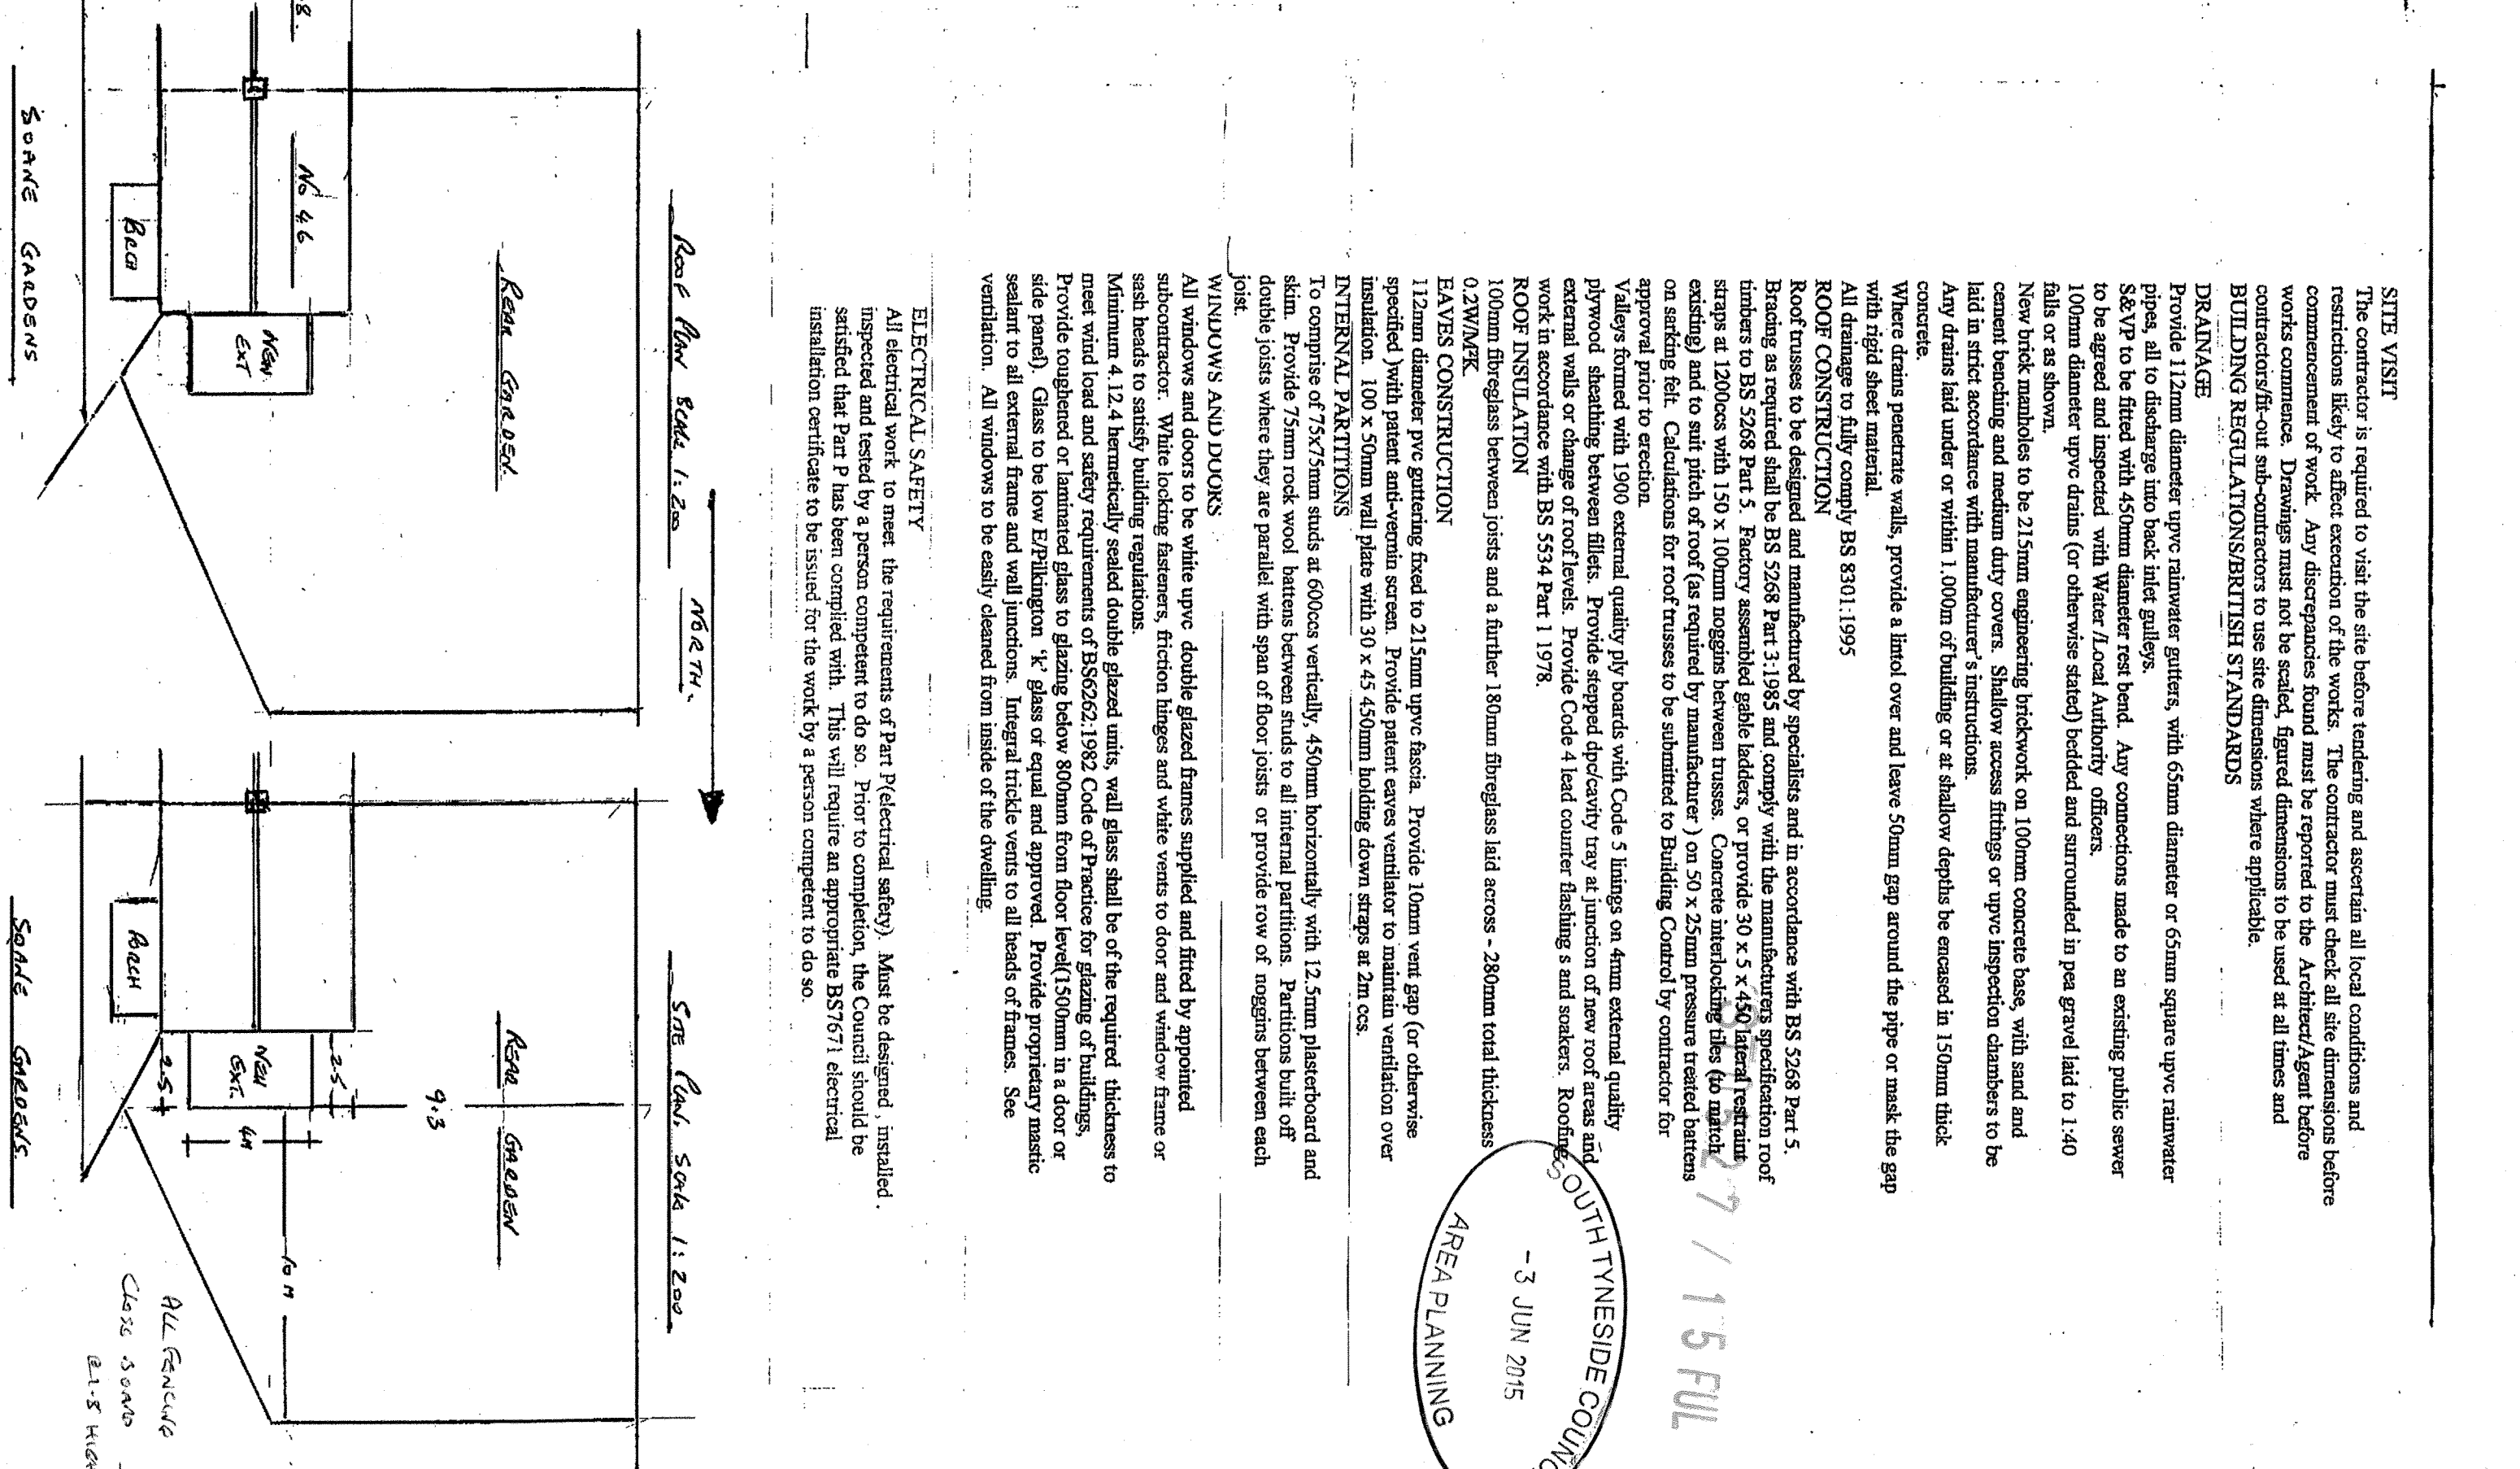 SITE VISIT
The contractor is required to visit the site before tendering and ascertain all local conditions and
restrictions likely to affect execution of the works. The contractor must check all site dimensions before
commencement of work. Any discrepancies found must be reported to the Architect/Agent before
works commence. Drawings must not be scaled, figured dimensions to be used at all times and
contractors/fit-out sub-contractors to use site dimensions where applicable.
BUILDING REGULATIONS/BRITISH STANDARDS
DRAINAGE
Provide 112mm diameter upvc rainwater gutters, with 65mm diameter or 65mm square upvc rainwater
pipes, all to discharge into back inlet gulleys.
S&VP to be fitted with 450mm diameter rest bend. Any connections made to an existing public sewer
to be agreed and inspected with Water /Local Authority officers.
100mm diameter upvc drains (or otherwise stated) bedded and surrounded in pea gravel laid to 1:40
falls or as shown.
New brick manholes to be 215mm engineering brickwork on 100mm concrete base, with sand and
cement benching and medium duty covers. Shallow access fittings or upvc inspection chambers to be
laid in strict accordance with manufacturer's instructions.
Any drains laid under or within 1.000m of building or at shallow depths be encased in 150mm thick
concrete.
Where drains penetrate walls, provide a lintol over and leave 50mm gap around the pipe or mask the gap
with rigid sheet material.
All drainage to fully comply BS 8301:1995
ROOF CONSTRUCTION
Roof trusses to be designed and manufactured by specialists and in accordance with BS 5268 Part 5.
Bracing as required shall be BS 5268 Part 3:1985 and comply with the manufacturers specification roof
timbers to BS 5268 Part 5. Factory assembled gable ladders, or provide 30 x 5 x 450 lateral restraint
straps at 1200ccs with 150 x 100mm noggins between trusses. Concrete interlocking tiles (to match
existing) and to suit pitch of roof (as required by manufacturer ) on 50 x 25mm pressure treated battens
on sarking felt. Calculations for roof trusses to be submitted to Building Control by contractor for
approval prior to erection.
Valleys formed with 1900 external quality ply boards with Code 5 linings on 4mm external quality
plywood sheathing between fillets. Provide stepped dpc/cavity tray at junction of new roof areas and
external walls or change of roof levels. Provide Code 4 lead counter flashing s and soakers. Roofing
work in accordance with BS 5534 Part 1 1978.
ROOF INSULATION
100mm fibreglass between joists and a further 180mm fibreglass laid across - 280mm total thickness
0.2W/M²K
EAVES CONSTRUCTION
112mm diameter pvc guttering fixed to 215mm upvc fascia. Provide 10mm vent gap (or otherwise
specified )with patent anti-vermin screen. Provide patent eaves ventilator to maintain ventilation over
insulation. 100 x 50mm wall plate with 30 x 45 450mm holding down straps at 2m ccs.
INTERNAL PARTITIONS
To comprise of 75x75mm studs at 600ccs vertically, 450mm horizontally with 12.5mm plasterboard and
skim. Provide 75mm rock wool battens between studs to all internal partitions. Partitions built off
double joists where they are parallel with span of floor joists or provide row of noggins between each
joist.
WINDOWS AND DUORS
All windows and doors to be white upvc double glazed frames supplied and fitted by appointed
subcontractor. White locking fasteners, friction hinges and white vents to door and window frame or
sash heads to satisfy building regulations.
Minimum 4.12.4 hermetically sealed double glazed units, wall glass shall be of the required thickness to
meet wind load and safety requirements of BS6262:1982 Code of Practice for glazing of buildings,
Provide toughened or laminated glass to glazing below 800mm from floor level(1500mm in a door or
side panel). Glass to be low E/Pilkington 'k' glass or equal and approved. Provide proprietary mastic
sealant to all external frame and wall junctions. Integral trickle vents to all heads of frames. See
ventilation. All windows to be easily cleaned from inside of the dwelling.
ELECTRICAL SAFETY
All electrical work to meet the requirements of Part P(electrical safety). Must be designed , installed .
inspected and tested by a person competent to do so. Prior to completion, the Council should be
satisfied that Part P has been complied with. This will require an appropriate BS7671 electrical
installation certificate to be issued for the work by a person competent to do so.
27 / 15 FUL
SOUTH TYNESIDE
-3 JUN 2015
AREA PLANNING
ROOF PLAN SCALE 1:200
NORTH.
REAR GARDEN
No 46
8.
NEW
EXT
SOANE GARDENS
SITE PLAN. SCALE 1:200
REAR GARDEN
9.3
10 M
4M
2.5
NEW
EXT.
2.5
PORCH
ALL FENCING
CLOSE BOARD
SOANE GARDENS